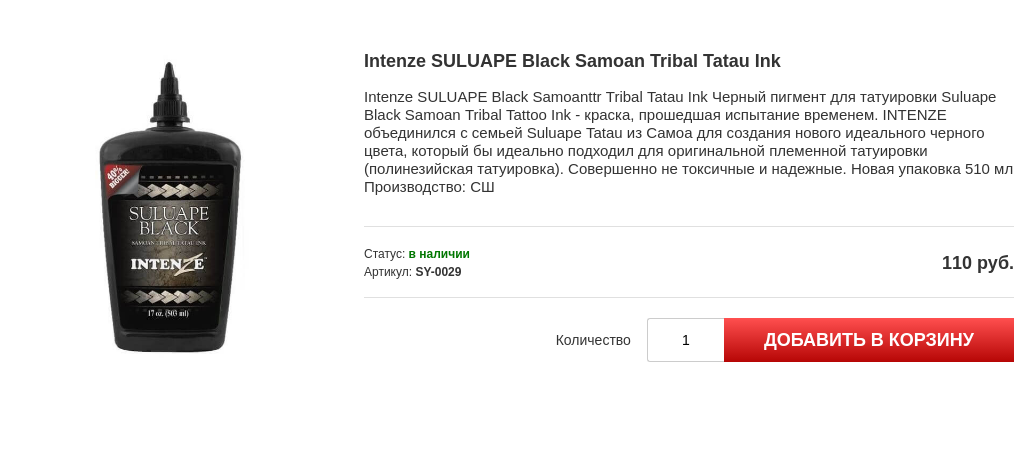 Intenze SULUAPE Black Samoan Tribal Tatau Ink
Intenze SULUAPE Black Samoanttr Tribal Tatau Ink Черный пигмент для татуировки Suluape
Black Samoan Tribal Tattoo Ink - краска, прошедшая испытание временем. INTENZE
объединился с семьей Suluape Tatau из Самоа для создания нового идеального черного
цвета, который бы идеально подходил для оригинальной племенной татуировки
(полинезийская татуировка). Совершенно не токсичные и надежные. Новая упаковка 510 мл
Производство: СШ
40%
BIGGER!
SULUAPE
BLACK
SAMOAN TRIBAL TATAU INK
INTENZE
17 oz. (503 ml)
Статус: в наличии
Артикул: SY-0029
110 руб.
Количество 1 ДОБАВИТЬ В КОРЗИНУ